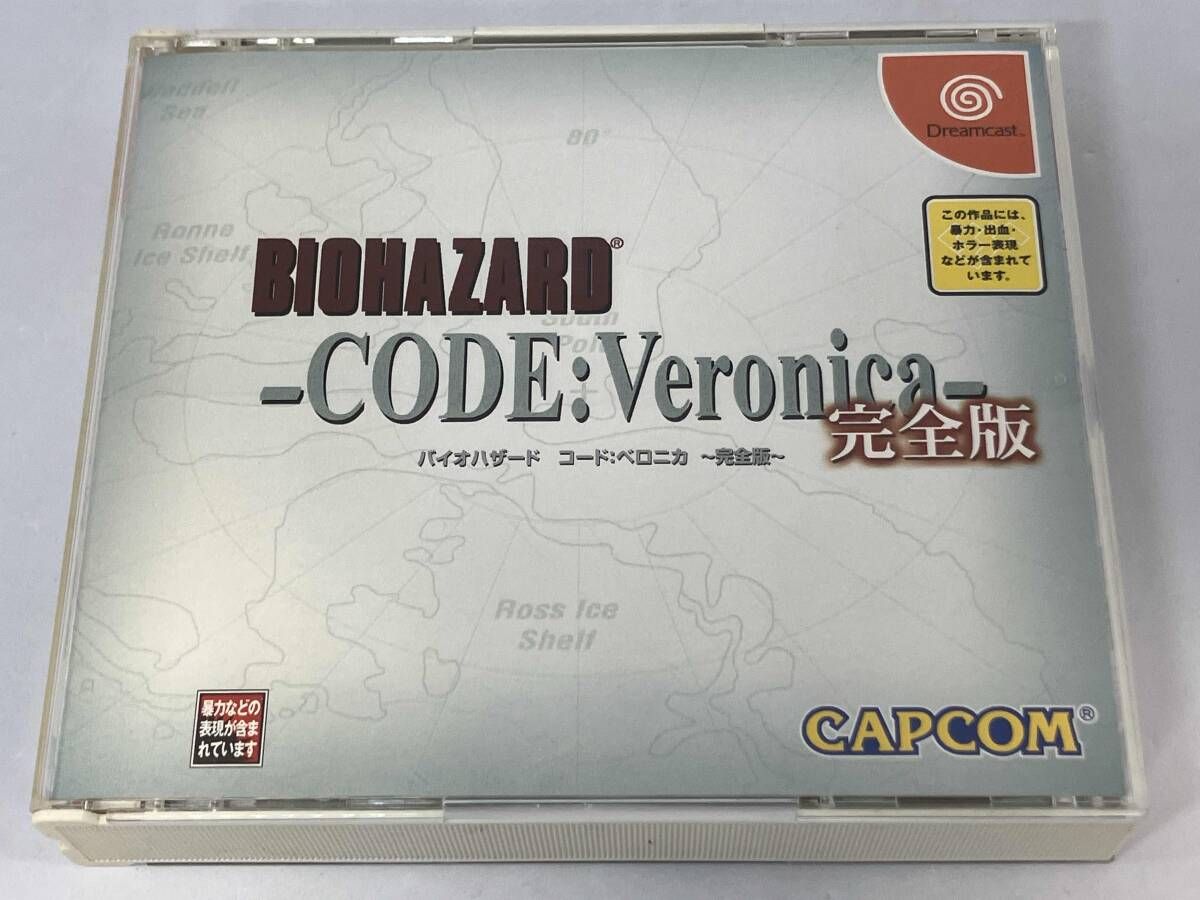 Weddell
Sea
80°
Dreamcast™
Ronne
Ice Shelf
この作品には、
暴力・出血・
ホラー表現
などが含まれて
います。
BIOHAZARD®
South
Pole
-CODE:Veronica-
完全版
バイオハザード コード:ベロニカ ～完全版～
Ross Ice
Shelf
暴力などの
表現が含ま
れています
CAPCOM®